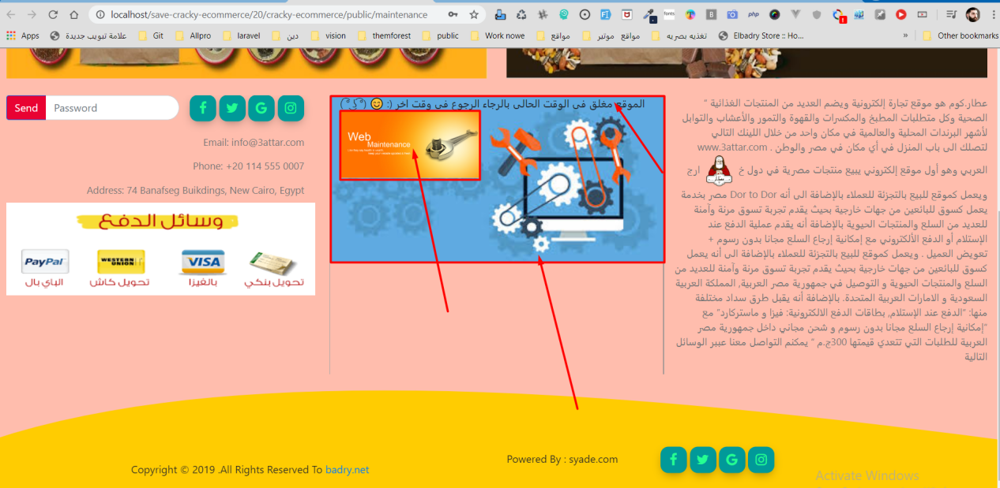 localhost/save-cracky-ecommerce/20/cracky-ecommerce/public/maintenance
Apps
علامة تبويب جديدة
Git
Allpro
laravel
دين
vision
themforest
public
Work nowe
مواقع
مواقع موتير
تغذيه بصريه
Elbadry Store :: Ho...
»
Other bookmarks
Send
Password
Email: info@3attar.com
Phone: +20 114 555 0007
Address: 74 Banafseg Buikdings, New Cairo, Egypt
وسائل الدفع
PayPal
WESTERN UNION
VISA
الباي بال
تحويل كاش
بالفيزا
تحويل بنكي
الموقع مغلق في الوقت الحالي بالرجاء الرجوع في وقت اخر (: 😊 ( ͡° ͜ʖ ͡°)
Web
Maintenance
عطار.كوم هو موقع تجارة إلكترونية ويضم العديد من المنتجات الغذائية "
الصحية وكل متطلبات المطبخ والمكسرات والقهوة والتمور والأعشاب والتوابل
لأشهر البرندات المحلية والعالمية في مكان واحد من خلال اللينك التالي
لتصلك الى باب المنزل في أي مكان في مصر والوطن . www.3attar.com
العربي وهو أول موقع إلكتروني يبيع منتجات مصرية في دول خ ارج
ويعمل كموقع للبيع بالتجزئة للعملاء بالإضافة الى أنه Dor to Dor مصر بخدمة
يعمل كسوق للبائعين من جهات خارجية بحيث يقدم تجربة تسوق مرنة وآمنة
للعديد من السلع والمنتجات الحيوية بالإضافة أنه يقدم عملية الدفع عند
الإستلام أو الدفع الألكتروني مع إمكانية إرجاع السلع مجانا بدون رسوم +
تعويض العميل . ويعمل كموقع للبيع بالتجزئة للعملاء بالإضافة الى أنه يعمل
كسوق للبائعين من جهات خارجية بحيث يقدم تجربة تسوق مرنة وآمنة للعديد من
السلع والمنتجات الحيوية و التوصيل في جمهورية مصر العربية, المملكة العربية
السعودية و الامارات العربية المتحدة. بالإضافة أنه يقبل طرق سداد مختلفة
منها: "الدفع عند الإستلام, بطاقات الدفع الالكترونية: فيزا و ماستركارد" مع
"إمكانية إرجاع السلع مجانا بدون رسوم و شحن مجاني داخل جمهورية مصر
العربية للطلبات التي تتعدي قيمتها 300ج.م " يمكنم التواصل معنا عببر الوسائل
التالية
Powered By : syade.com
Copyright © 2019 .All Rights Reserved To badry.net
Activate Windows